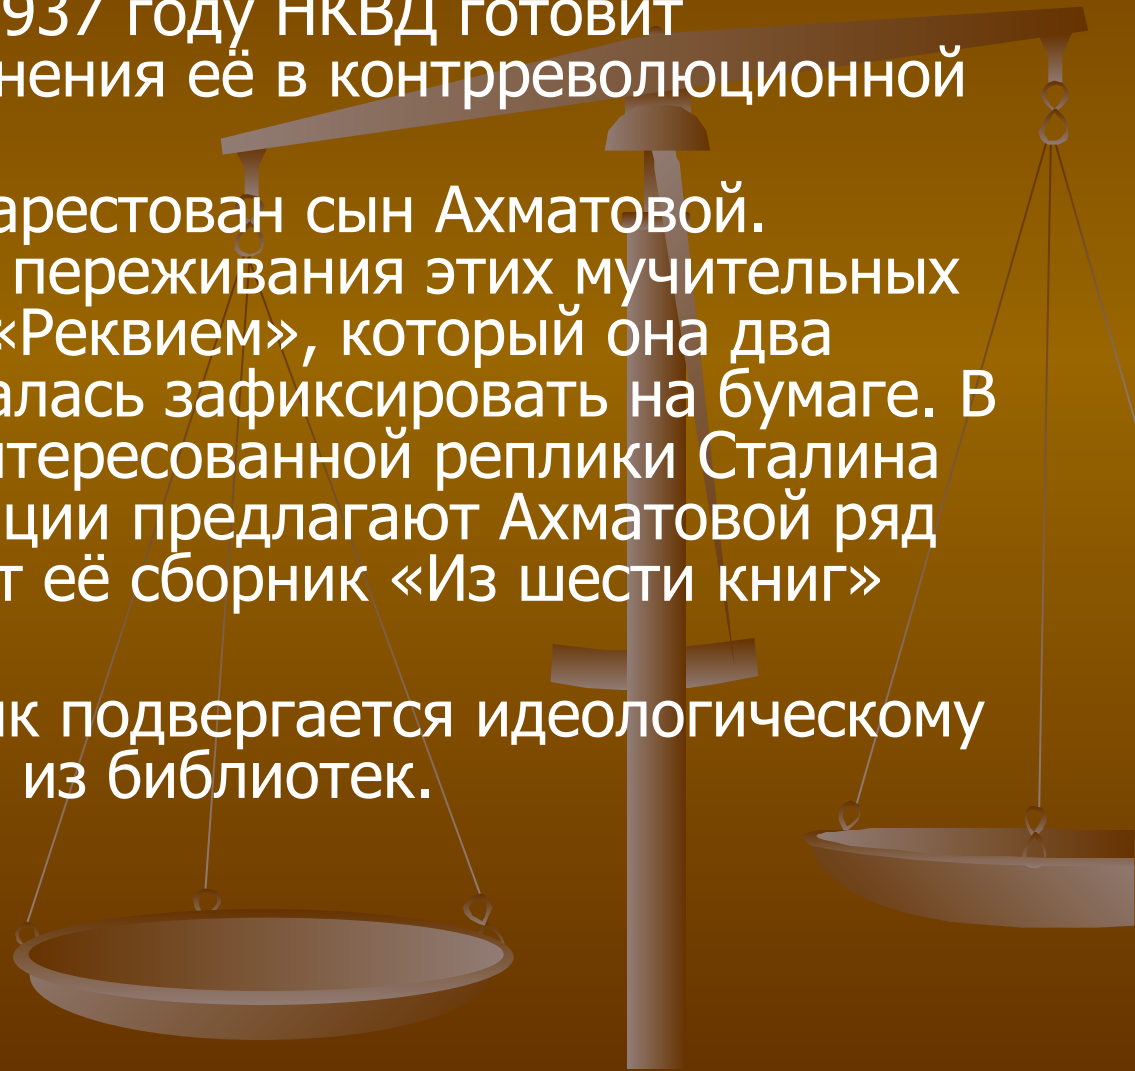 937 году НКВД готовит
нения её в контрреволюционной
арестован сын Ахматовой.
переживания этих мучительных
«Реквием», который она два
алась зафиксировать на бумаге. В
нтересованной реплики Сталина
ции предлагают Ахматовой ряд
т её сборник «Из шести книг»
ик подвергается идеологическому
из библиотек.